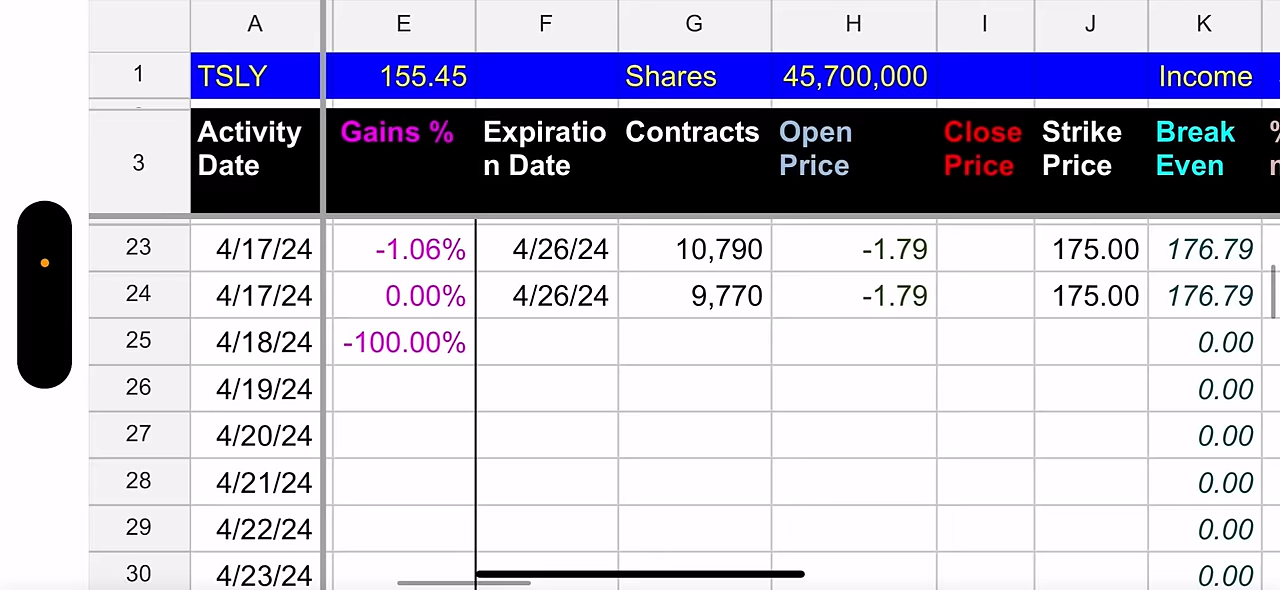 A E F G H I J K
1 TSLY 155.45 Shares 45,700,000 Income
3 Activity Date Gains % Expiration Date Contracts Open Price Close Price Strike Price Break Even
23 4/17/24 -1.06% 4/26/24 10,790 -1.79 175.00 176.79
24 4/17/24 0.00% 4/26/24 9,770 -1.79 175.00 176.79
25 4/18/24 -100.00% 0.00
26 4/19/24 0.00
27 4/20/24 0.00
28 4/21/24 0.00
29 4/22/24 0.00
30 4/23/24 0.00